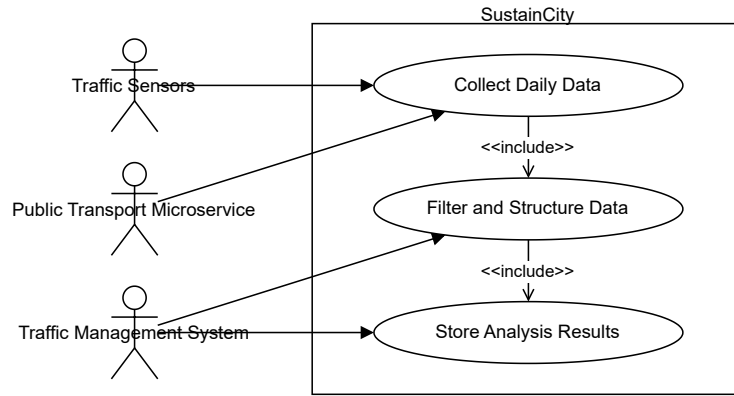 SustainCity
Traffic Sensors
Collect Daily Data
<<include>>
Public Transport Microservice
Filter and Structure Data
<<include>>
Traffic Management System
Store Analysis Results